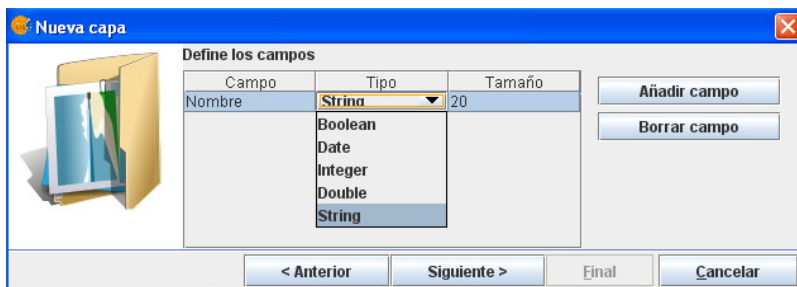 Nueva capa
Define los campos
Campo Tipo Tamaño
Nombre String 20
Boolean
Date
Integer
Double
String
Añadir campo
Borrar campo
< Anterior Siguiente > Final Cancelar